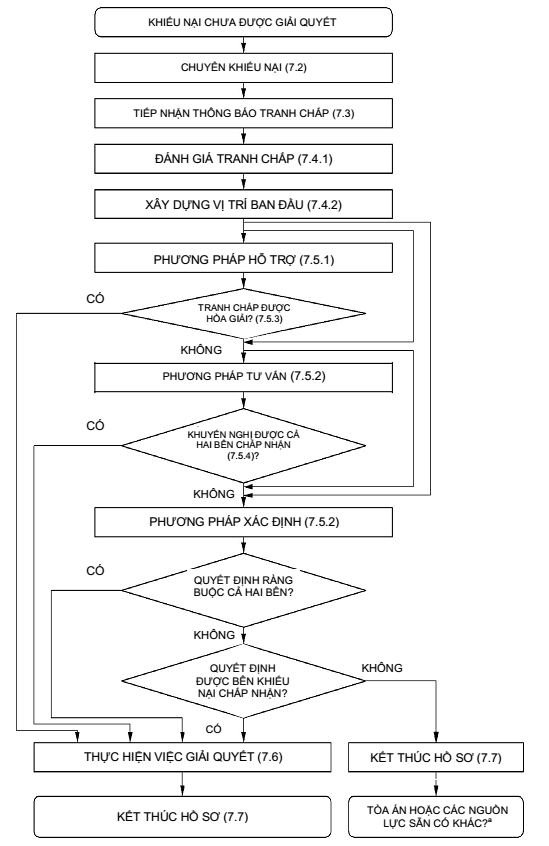 KHIẾU NẠI CHƯA ĐƯỢC GIẢI QUYẾT
CHUYỂN KHIẾU NẠI (7.2)
TIẾP NHẬN THÔNG BÁO TRANH CHẤP (7.3)
ĐÁNH GIÁ TRANH CHẤP (7.4.1)
XÂY DỰNG VỊ TRÍ BAN ĐẦU (7.4.2)
PHƯƠNG PHÁP HỖ TRỢ (7.5.1)
CÓ
TRANH CHẤP ĐƯỢC
HÒA GIẢI? (7.5.3)
KHÔNG
PHƯƠNG PHÁP TƯ VẤN (7.5.2)
CÓ
KHUYẾN NGHỊ ĐƯỢC CẢ
HAI BÊN CHẤP NHẬN
(7.5.4)?
KHÔNG
PHƯƠNG PHÁP XÁC ĐỊNH (7.5.2)
CÓ
QUYẾT ĐỊNH RÀNG
BUỘC CẢ HAI BÊN?
KHÔNG
QUYẾT ĐỊNH
ĐƯỢC BÊN KHIẾU
NẠI CHẤP NHẬN?
KHÔNG
CÓ
THỰC HIỆN VIỆC GIẢI QUYẾT (7.6)
KẾT THÚC HỒ SƠ (7.7)
KẾT THÚC HỒ SƠ (7.7)
TÒA ÁN HOẶC CÁC NGUỒN
LỰC SẴN CÓ KHÁC?ª